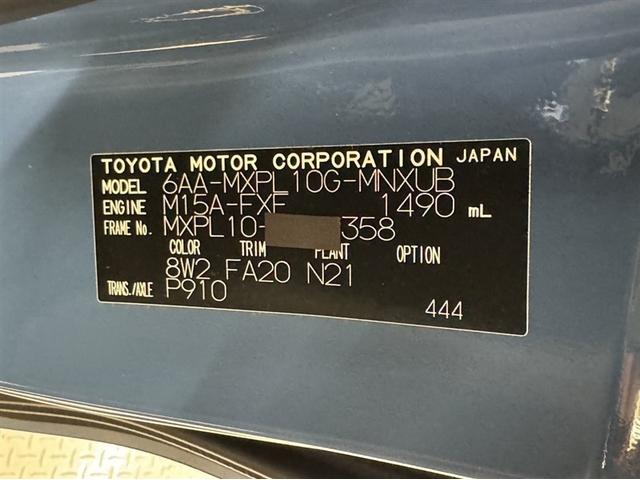 TOYOTA MOTOR CORPORATION JAPAN
MODEL 6AA-MXPL10G-MNXUB
ENGINE M15A-FXE 1490 mL
FRAME No. MXPL10- 358
COLOR TRIM PLANT OPTION
8W2 FA20 N21
TRANS./AXLE P910
444